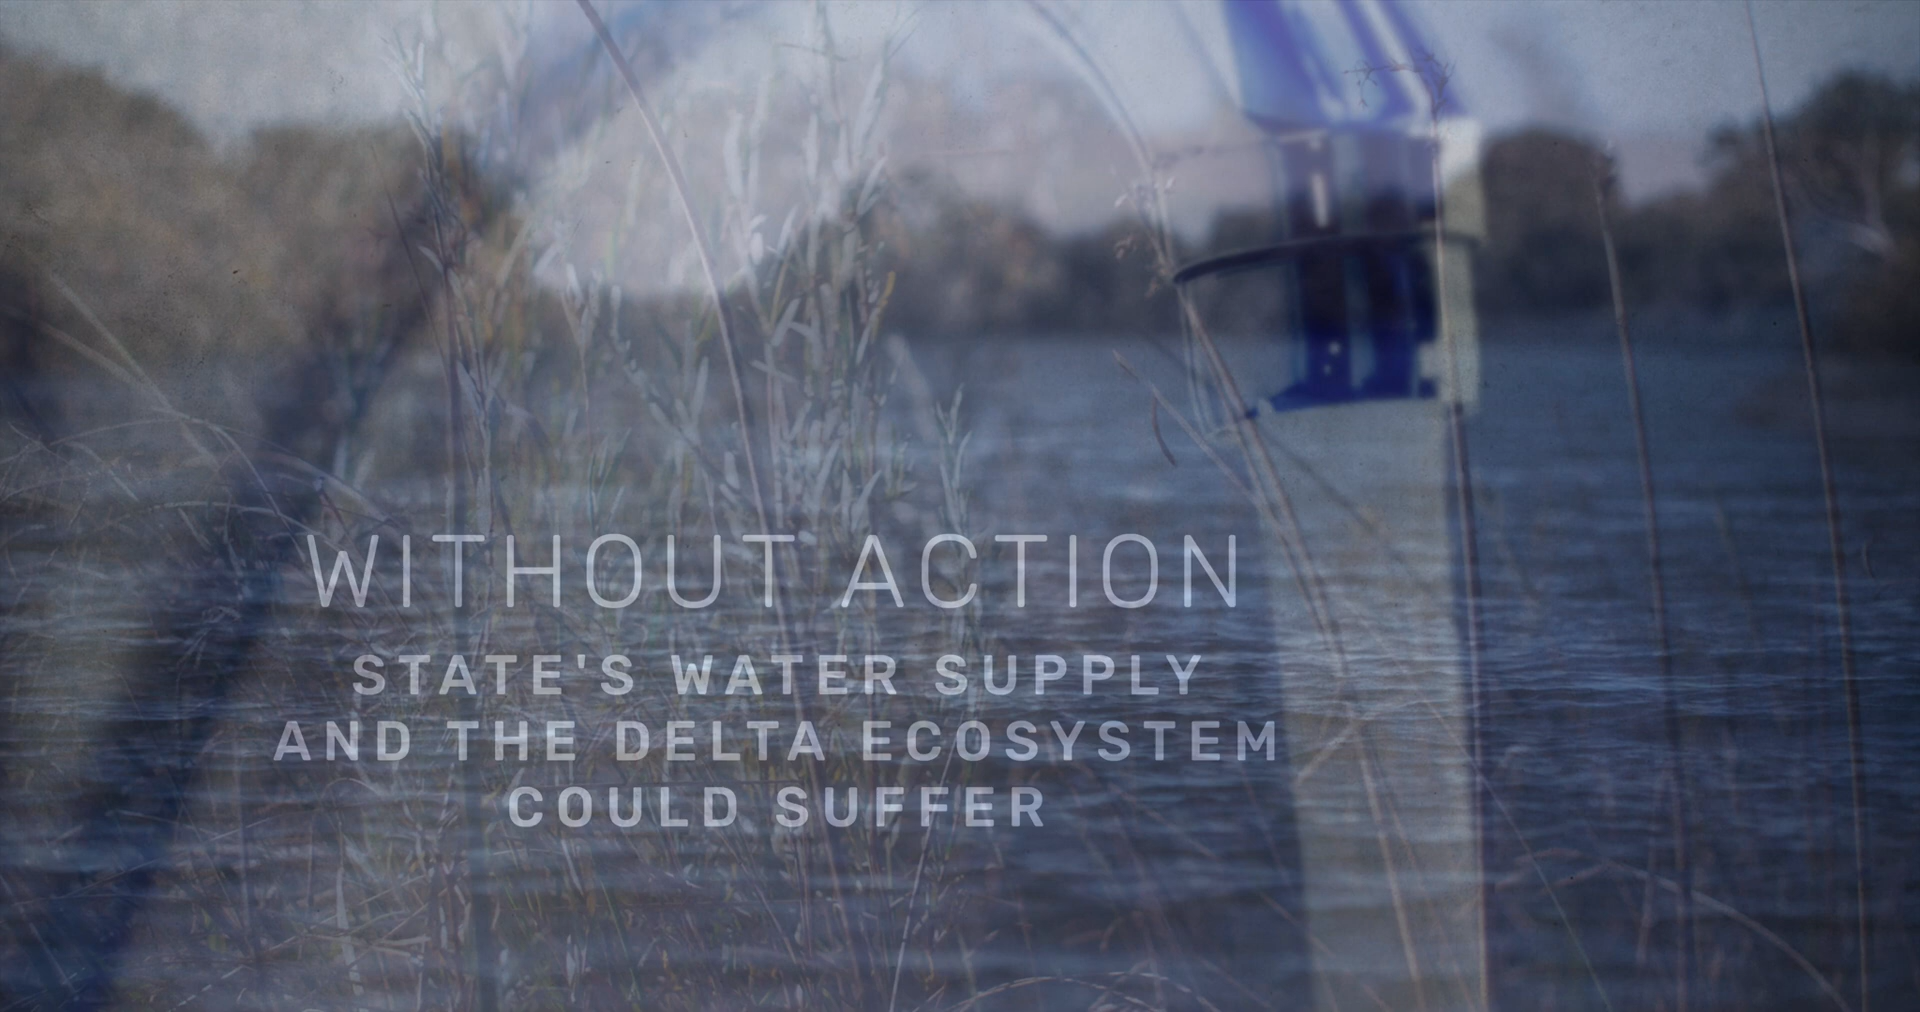 WITHOUT ACTION
STATE'S WATER SUPPLY
AND THE DELTA ECOSYSTEM
COULD SUFFER